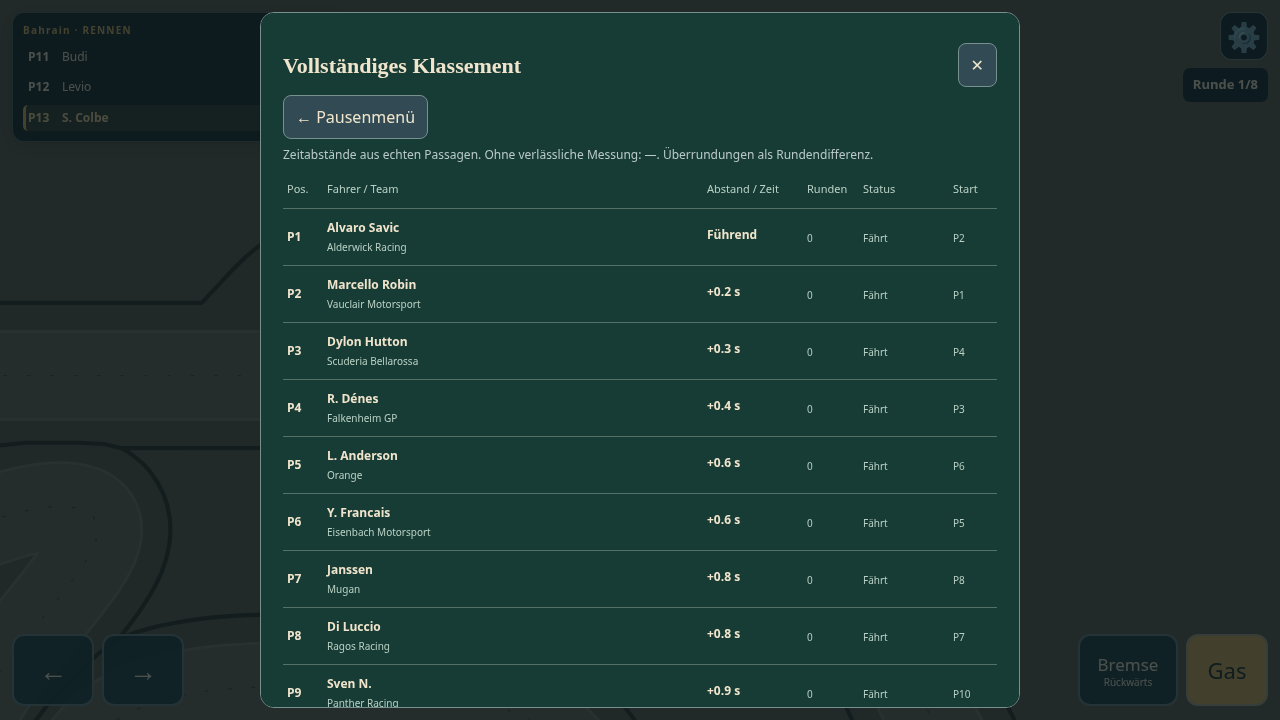 Bahrain · RENNEN
P11 Budi
P12 Levio
P13 S. Colbe
Runde 1/8
Vollständiges Klassement
×
← Pausenmenü
Zeitabstände aus echten Passagen. Ohne verlässliche Messung: —. Überrundungen als Rundendifferenz.
Pos. Fahrer / Team Abstand / Zeit Runden Status Start
P1 Alvaro Savic Führend 0 Fährt P2
Alderwick Racing
P2 Marcello Robin +0.2 s 0 Fährt P1
Vauclair Motorsport
P3 Dylon Hutton +0.3 s 0 Fährt P4
Scuderia Bellarossa
P4 R. Dénes +0.4 s 0 Fährt P3
Falkenheim GP
P5 L. Anderson +0.6 s 0 Fährt P6
Orange
P6 Y. Francais +0.6 s 0 Fährt P5
Eisenbach Motorsport
P7 Janssen +0.8 s 0 Fährt P8
Mugan
P8 Di Luccio +0.8 s 0 Fährt P7
Ragos Racing
P9 Sven N. +0.9 s 0 Fährt P10
Panther Racing
← →
Bremse
Rückwärts
Gas